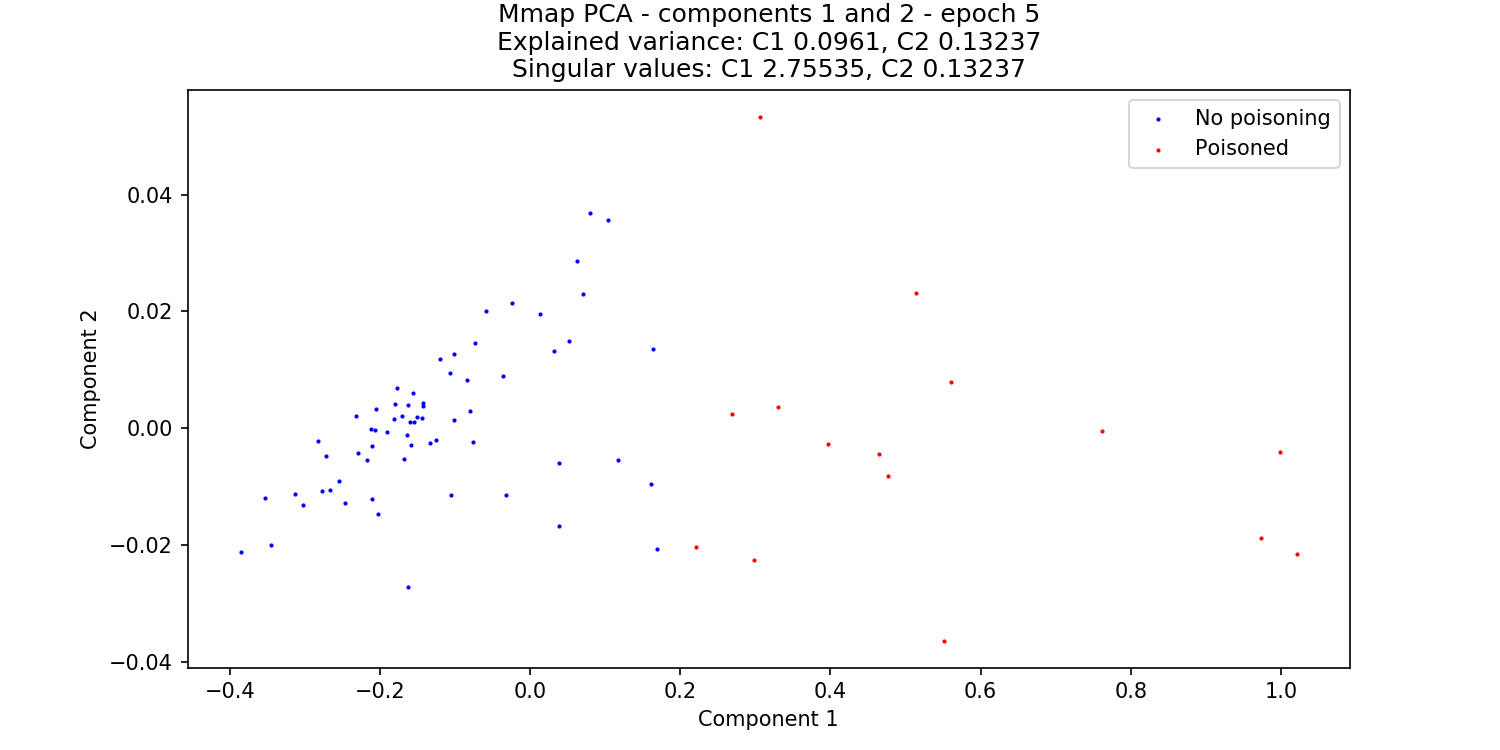 Mmap PCA - components 1 and 2 - epoch 5
Explained variance: C1 0.0961, C2 0.13237
Singular values: C1 2.75535, C2 0.13237
No poisoning
Poisoned
0.04
0.02
0.00
−0.02
−0.04
Component 2
−0.4
−0.2
0.0
0.2
0.4
0.6
0.8
1.0
Component 1